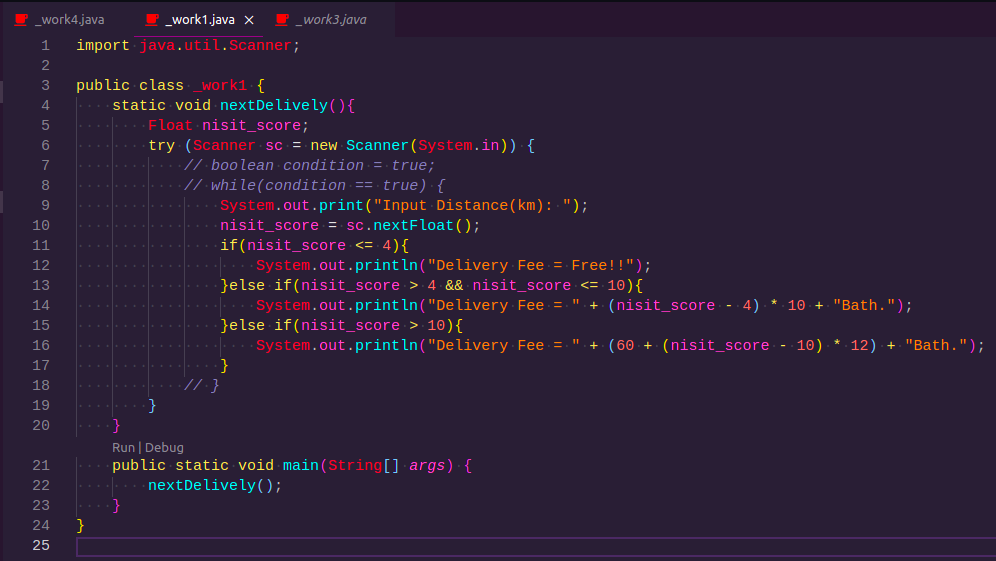 _work4.java _work1.java × _work3.java
1 import java.util.Scanner;
2
3 public class _work1 {
4 static void nextDelively(){
5 Float nisit_score;
6 try (Scanner sc = new Scanner(System.in)) {
7 // boolean condition = true;
8 // while(condition == true) {
9 System.out.print("Input Distance(km): ");
10 nisit_score = sc.nextFloat();
11 if(nisit_score <= 4){
12 System.out.println("Delivery Fee = Free!!");
13 }else if(nisit_score > 4 && nisit_score <= 10){
14 System.out.println("Delivery Fee = " + (nisit_score - 4) * 10 + "Bath.");
15 }else if(nisit_score > 10){
16 System.out.println("Delivery Fee = " + (60 + (nisit_score - 10) * 12) + "Bath.");
17 }
18 // }
19 }
20 }
Run | Debug
21 public static void main(String[] args) {
22 nextDelively();
23 }
24 }
25